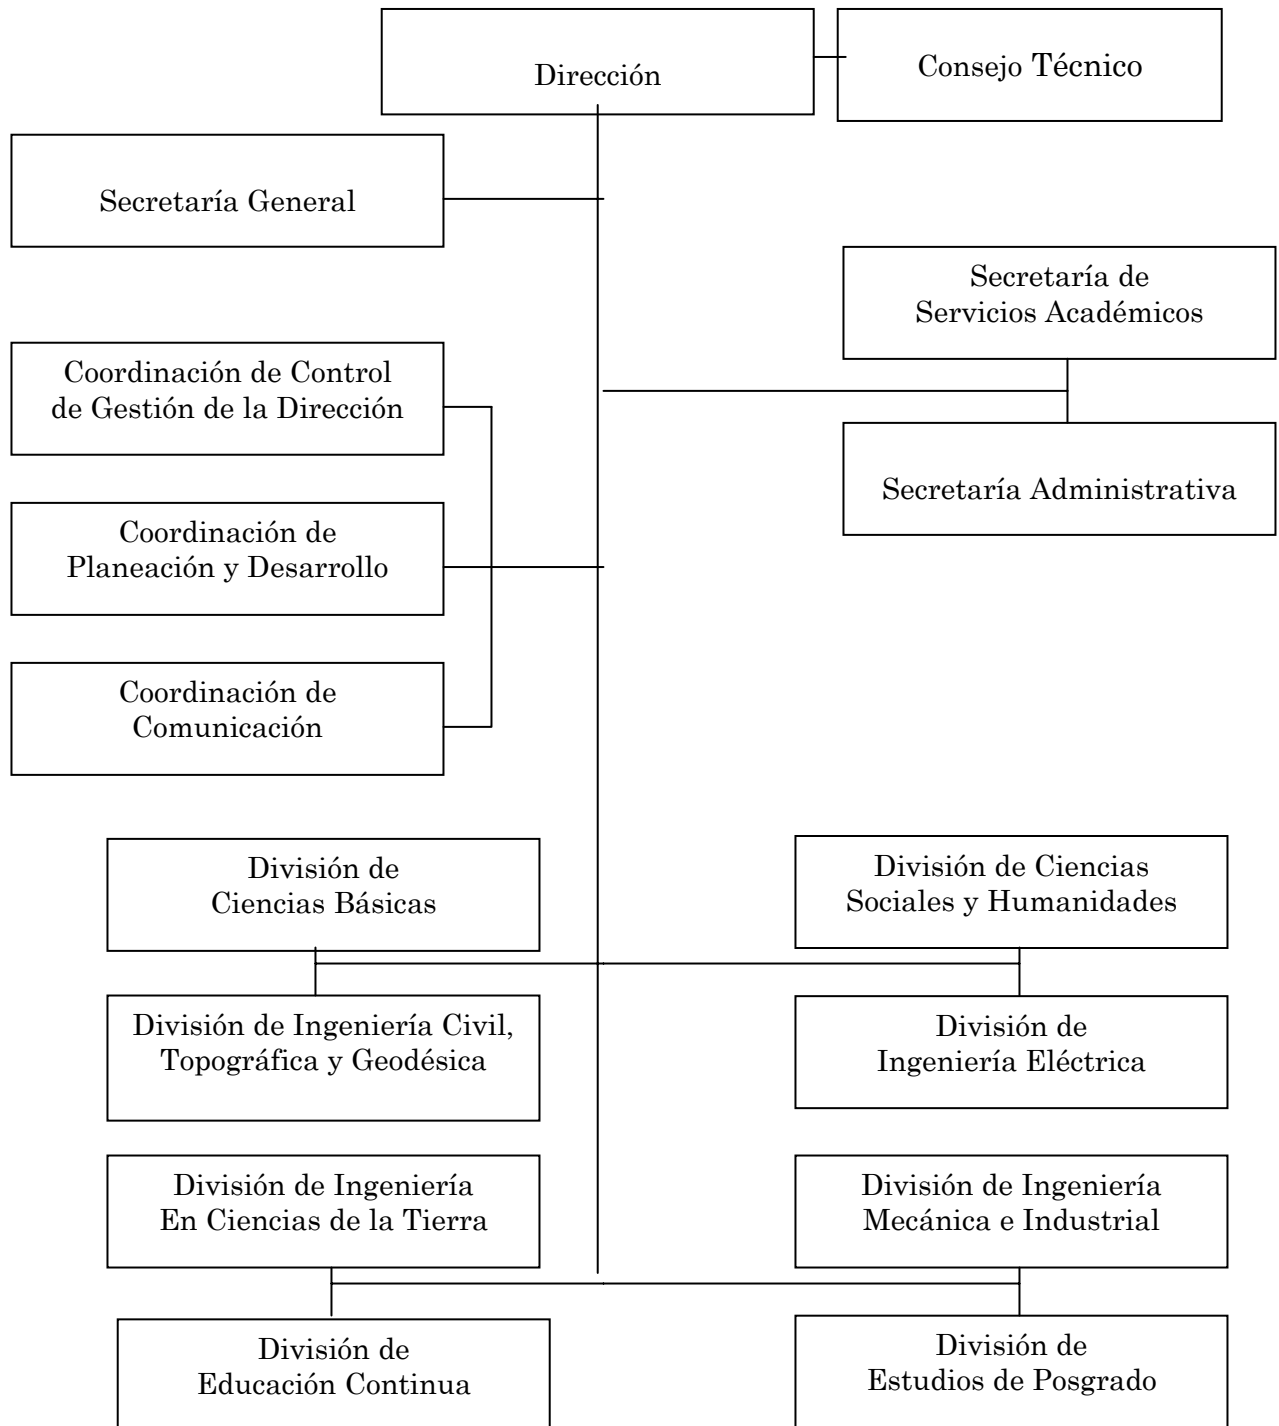 Dirección
Consejo Técnico
Secretaría General
Secretaría de
Servicios Académicos
Coordinación de Control
de Gestión de la Dirección
Secretaría Administrativa
Coordinación de
Planeación y Desarrollo
Coordinación de
Comunicación
División de
Ciencias Básicas
División de Ciencias
Sociales y Humanidades
División de Ingeniería Civil,
Topográfica y Geodésica
División de
Ingeniería Eléctrica
División de Ingeniería
En Ciencias de la Tierra
División de Ingeniería
Mecánica e Industrial
División de
Educación Continua
División de
Estudios de Posgrado